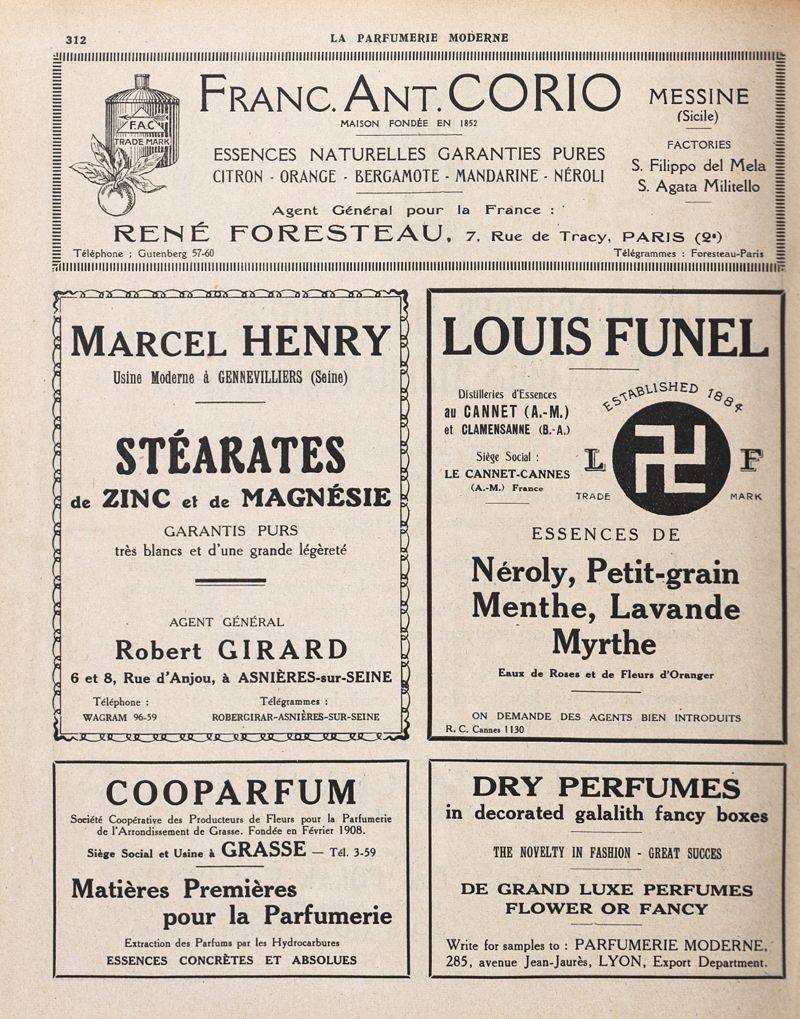 312
LA PARFUMERIE MODERNE
F.A.C
TRADE MARK
FRANC. ANT. CORIO
MAISON FONDÉE EN 1852
ESSENCES NATURELLES GARANTIES PURES
CITRON - ORANGE - BERGAMOTE - MANDARINE - NÉROLI
MESSINE
(Sicile)
FACTORIES
S. Filippo del Mela
S. Agata Militello
Agent Général pour la France :
RENÉ FORESTEAU, 7, Rue de Tracy, PARIS (2e)
Téléphone ; Gutenberg 57-60
Télégrammes : Foresteau-Paris
MARCEL HENRY
Usine Moderne à GENNEVILLIERS (Seine)
STÉARATES
de ZINC et de MAGNÉSIE
GARANTIS PURS
très blancs et d'une grande légèreté
AGENT GÉNÉRAL
Robert GIRARD
6 et 8, Rue d'Anjou, à ASNIÈRES-sur-SEINE
Téléphone :
WAGRAM 96-59
Télégrammes :
ROBERGIRAR-ASNIÈRES-SUR-SEINE
LOUIS FUNEL
Distilleries d'Essences
au CANNET (A.-M.)
et CLAMENSANNE (B.-A.)
Siège Social :
LE CANNET-CANNES
(A.-M.) France
ESTABLISHED 1884
L F
TRADE MARK
ESSENCES DE
Néroly, Petit-grain
Menthe, Lavande
Myrthe
Eaux de Roses et de Fleurs d'Oranger
ON DEMANDE DES AGENTS BIEN INTRODUITS
R. C. Cannes 1130
COOPARFUM
Société Coopérative des Producteurs de Fleurs pour la Parfumerie
de l'Arrondissement de Grasse. Fondée en Février 1908.
Siège Social et Usine à GRASSE — Tél. 3-59
Matières Premières
pour la Parfumerie
Extraction des Parfums par les Hydrocarbures
ESSENCES CONCRÈTES ET ABSOLUES
DRY PERFUMES
in decorated galalith fancy boxes
THE NOVELTY IN FASHION - GREAT SUCCES
DE GRAND LUXE PERFUMES
FLOWER OR FANCY
Write for samples to : PARFUMERIE MODERNE,
285, avenue Jean-Jaurès, LYON, Export Department.